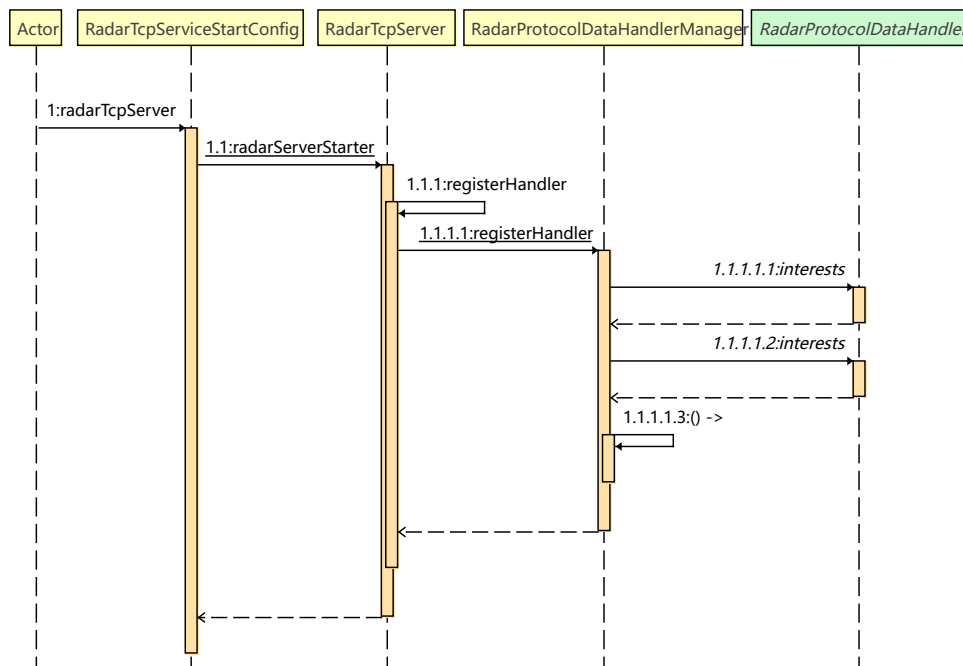 Actor
RadarTcpServiceStartConfig
RadarTcpServer
RadarProtocolDataHandlerManager
RadarProtocolDataHandler
1:radarTcpServer
1.1:radarServerStarter
1.1.1:registerHandler
1.1.1.1:registerHandler
1.1.1.1.1:interests
1.1.1.1.2:interests
1.1.1.1.3:() ->